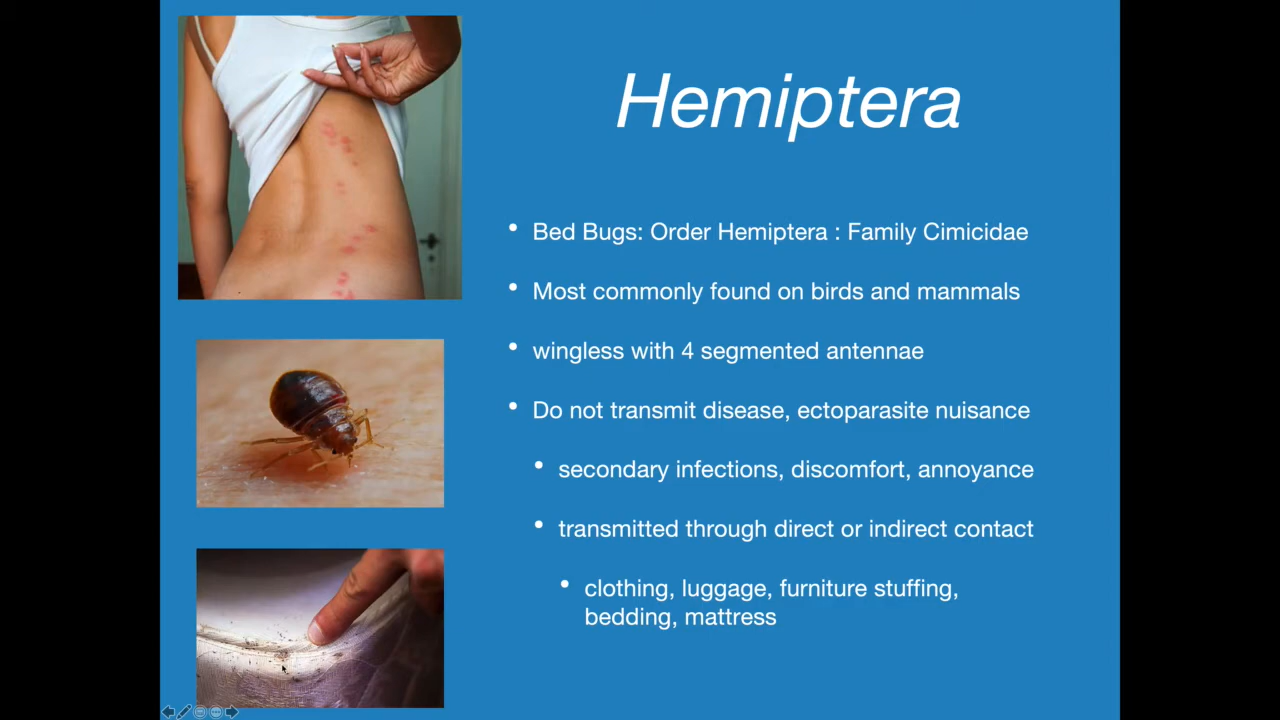 Hemiptera
Bed Bugs: Order Hemiptera : Family Cimicidae
Most commonly found on birds and mammals
wingless with 4 segmented antennae
Do not transmit disease, ectoparasite nuisance
secondary infections, discomfort, annoyance
transmitted through direct or indirect contact
clothing, luggage, furniture stuffing,
bedding, mattress